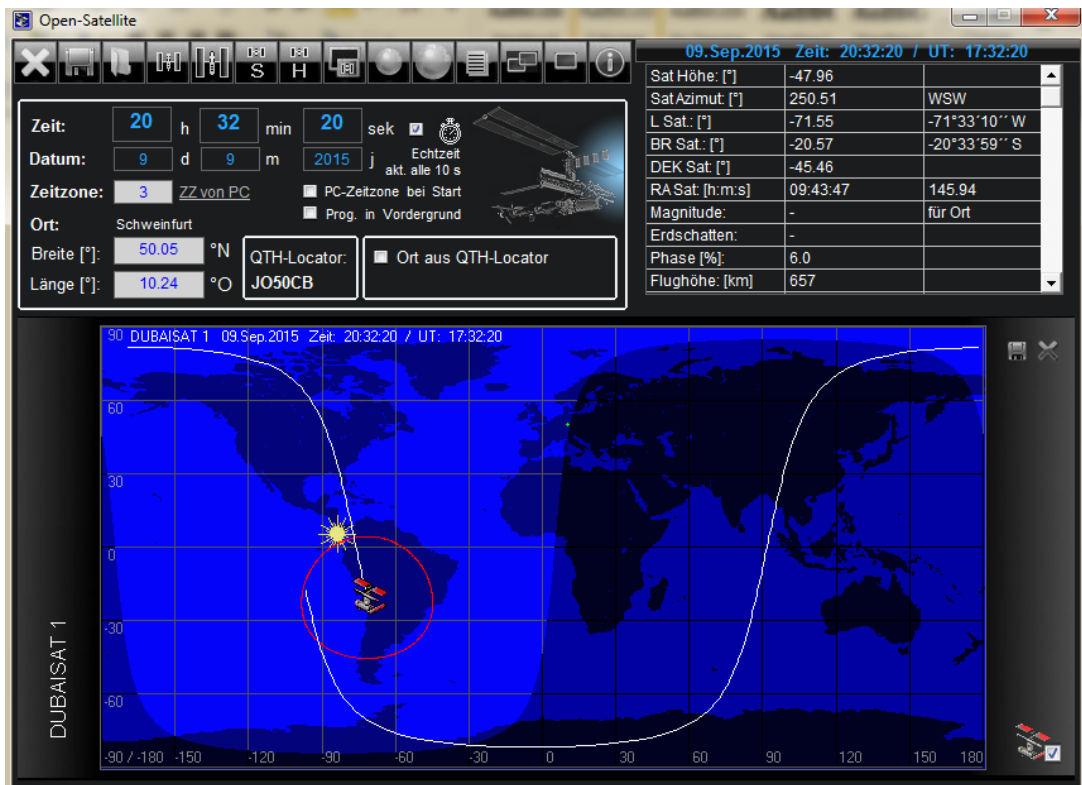 Open-Satellite
S
H
09.Sep.2015 Zeit: 20:32:20 / UT: 17:32:20
Sat Höhe: [°] -47.96
Sat Azimut: [°] 250.51 WSW
L Sat.: [°] -71.55 -71°33´10´´ W
BR Sat.: [°] -20.57 -20°33´59´´ S
DEK Sat: [°] -45.46
RA Sat: [h:m:s] 09:43:47 145.94
Magnitude: - für Ort
Erdschatten: -
Phase [%]: 6.0
Flughöhe: [km] 657
Zeit: 20 h 32 min 20 sek
Datum: 9 d 9 m 2015 j
Echtzeit
akt. alle 10 s
Zeitzone: 3 ZZ von PC
PC-Zeitzone bei Start
Prog. in Vordergrund
Ort: Schweinfurt
Breite [°]: 50.05 °N
Länge [°]: 10.24 °O
QTH-Locator:
JO50CB
Ort aus QTH-Locator
90 DUBAISAT 1 09.Sep.2015 Zeit: 20:32:20 / UT: 17:32:20
60
30
0
-30
-60
-90 / -180 -150 -120 -90 -60 -30 0 30 60 90 120 150 180
DUBAISAT 1